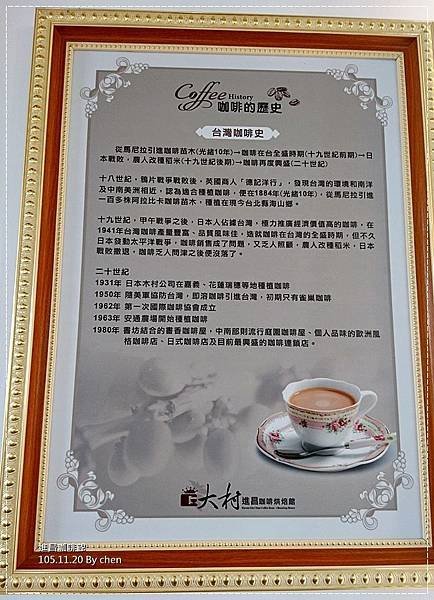 Coffee History
咖啡的歷史
台灣咖啡史
從馬尼拉引進咖啡苗木(光緒10年)→咖啡在台全盛時期(十九世紀前期)→日
本戰敗，農人改種稻米(十九世紀後期)→咖啡再度興盛(二十世紀)
十八世紀，鴉片戰爭戰敗後，英國商人「德記洋行」，發現台灣的環境和南洋
及中南美洲相近，認為適合種植咖啡，便在1884年(光緒10年)，從馬尼拉引進
一百多株阿拉比卡咖啡苗木，種植在現今台北縣海山鄉。
十九世紀，甲午戰爭之後，日本人佔據台灣，極力推廣經濟價值高的咖啡，在
1941年台灣咖啡產量豐富、品質風味佳，造就咖啡在台灣的全盛時期，但不久
日本發動太平洋戰爭，咖啡銷售成了問題，又乏人照顧，農人改種稻米，日本
戰敗撤退，咖啡乏人問津之後便沒落了。
二十世紀
1931年 日本木村公司在嘉義、花蓮瑞穗等地種植咖啡
1950年 隨美軍協防台灣，即溶咖啡引進台灣，初期只有雀巢咖啡
1962年 第一次國際咖啡協會成立
1963年 安通農場開始種植咖啡
1980年 書坊結合的書香咖啡屋，中南部則流行庭園咖啡屋、個人品味的歐洲風
格咖啡店、日式咖啡店及目前最興盛的咖啡連鎖店。
大村 進昌咖啡烘焙館
105.11.20 By chen